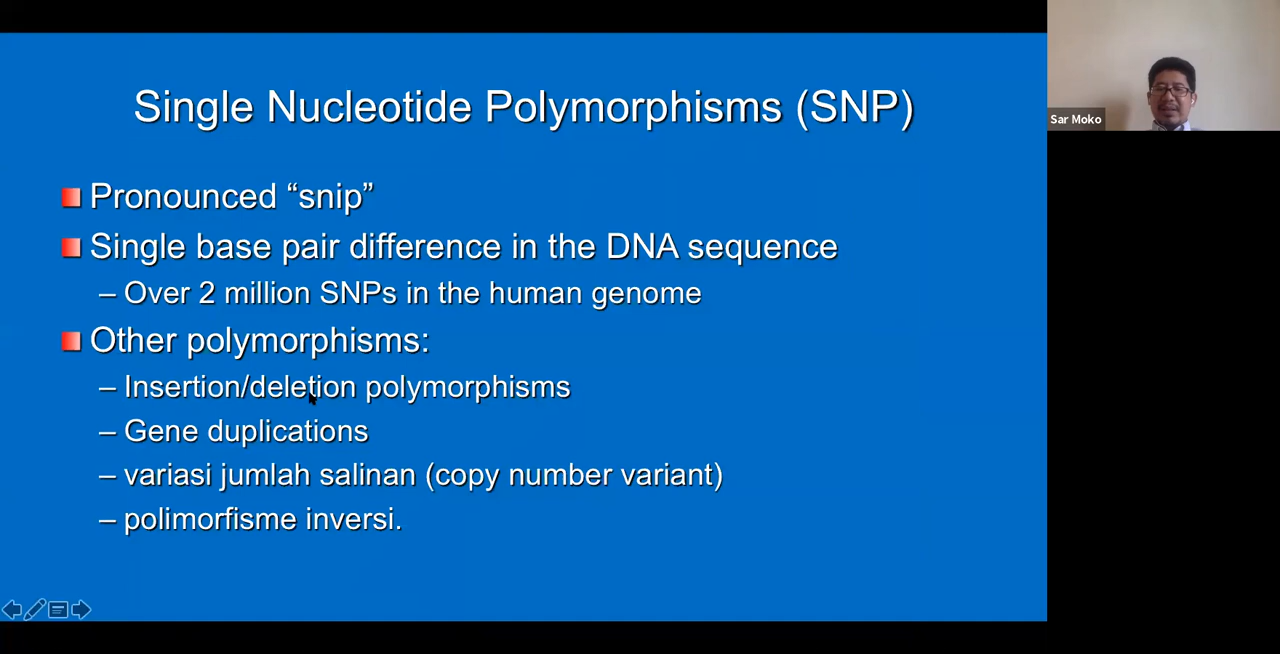 Single Nucleotide Polymorphisms (SNP)
Pronounced “snip”
Single base pair difference in the DNA sequence
– Over 2 million SNPs in the human genome
Other polymorphisms:
– Insertion/deletion polymorphisms
– Gene duplications
– variasi jumlah salinan (copy number variant)
– polimorfisme inversi.
Sar Moko